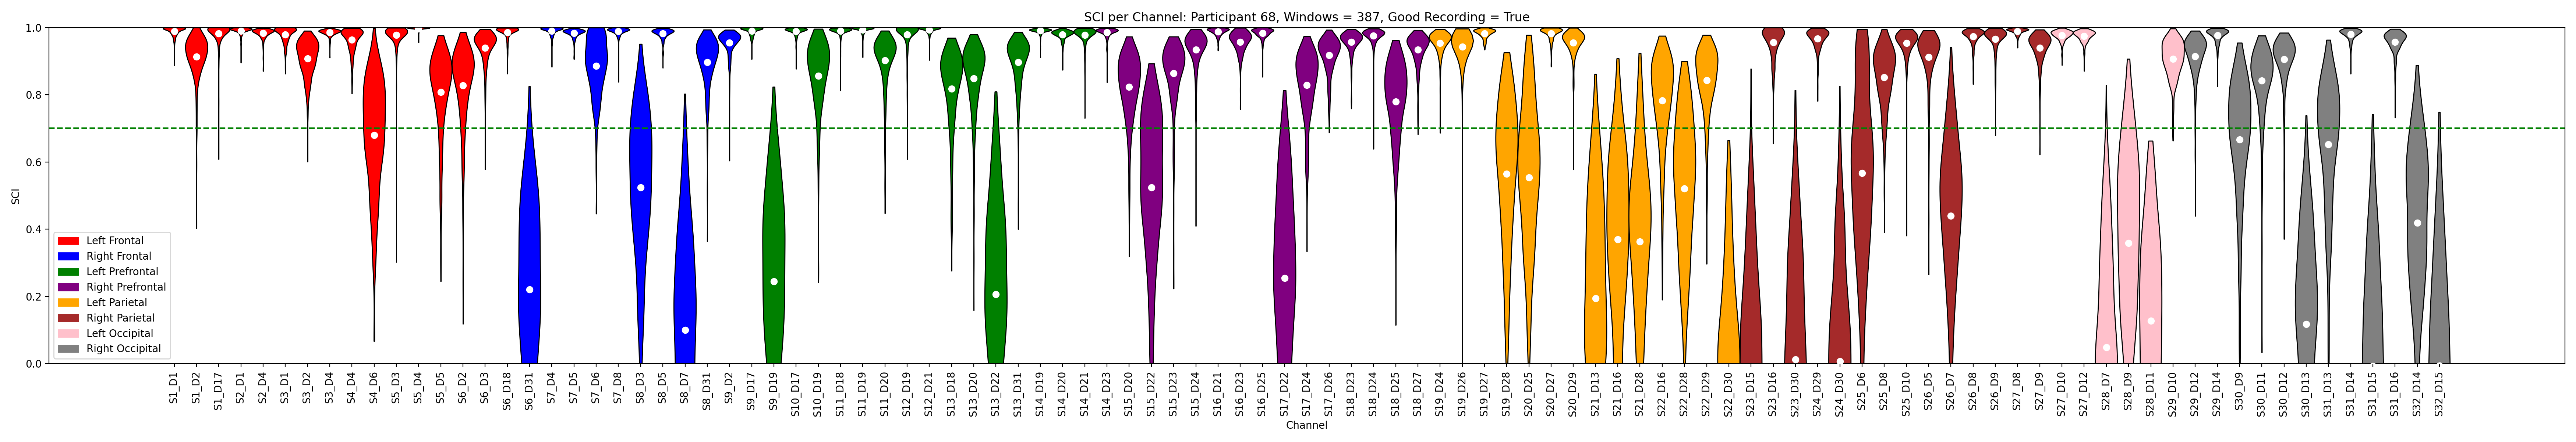 SCI per Channel: Participant 68, Windows = 387, Good Recording = True
SCI
1.0
0.8
0.6
0.4
0.2
0.0
Left Frontal
Right Frontal
Left Prefrontal
Right Prefrontal
Left Parietal
Right Parietal
Left Occipital
Right Occipital
S1_D1 S1_D2 S1_D17 S2_D1 S2_D4 S3_D1 S3_D2 S3_D4 S4_D4 S4_D6 S5_D3 S5_D4 S5_D5 S6_D2 S6_D3 S6_D18 S6_D31 S7_D4 S7_D5 S7_D6 S7_D8 S8_D3 S8_D5 S8_D7 S8_D31 S9_D2 S9_D17 S9_D19 S10_D17 S10_D19 S11_D18 S11_D19 S11_D20 S12_D19 S12_D21 S13_D18 S13_D20 S13_D22 S13_D31 S14_D19 S14_D20 S14_D21 S14_D23 S15_D20 S15_D22 S15_D23 S15_D24 S16_D21 S16_D23 S16_D25 S17_D22 S17_D24 S17_D26 S18_D23 S18_D24 S18_D25 S18_D27 S19_D24 S19_D26 S19_D27 S19_D28 S20_D25 S20_D27 S20_D29 S21_D13 S21_D16 S21_D28 S22_D16 S22_D28 S22_D29 S22_D30 S23_D15 S23_D16 S23_D30 S24_D29 S24_D30 S25_D6 S25_D8 S25_D10 S26_D5 S26_D7 S26_D8 S26_D9 S27_D8 S27_D9 S27_D10 S27_D12 S28_D7 S28_D9 S28_D11 S29_D10 S29_D12 S29_D14 S30_D9 S30_D11 S30_D12 S30_D13 S31_D13 S31_D14 S31_D15 S31_D16 S32_D14 S32_D15
Channel